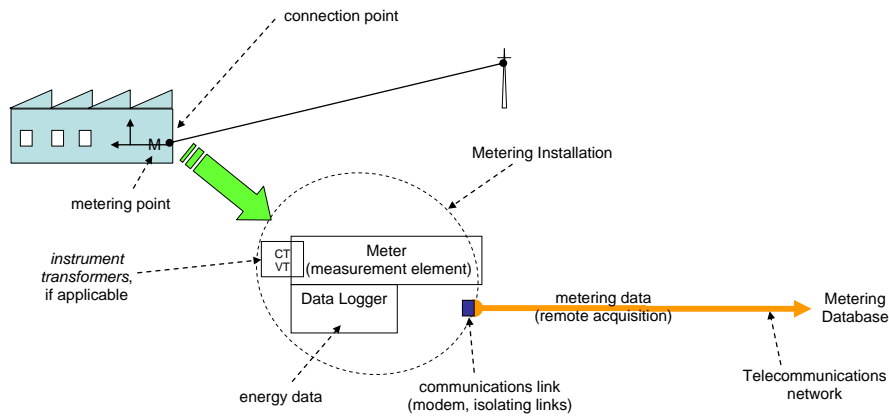 connection point
M
Metering Installation
metering point
instrument
transformers,
if applicable
CT
VT
Meter
(measurement element)
Data Logger
metering data
(remote acquisition)
Metering
Database
energy data
communications link
(modem, isolating links)
Telecommunications
network